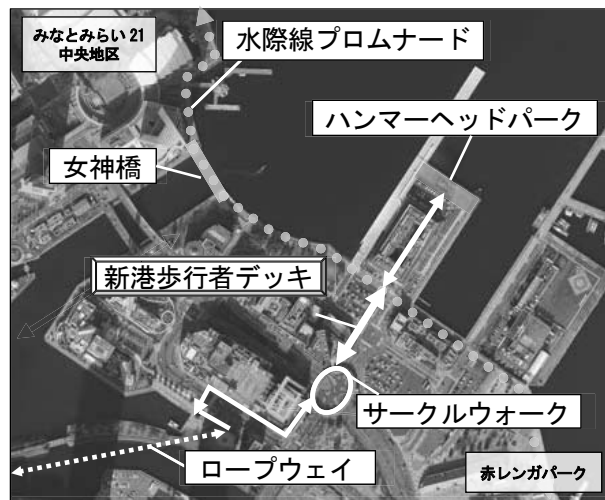 みなとみらい21
中央地区
水際線プロムナード
ハンマーヘッドパーク
女神橋
新港歩行者デッキ
サークルウォーク
ロープウェイ
赤レンガパーク